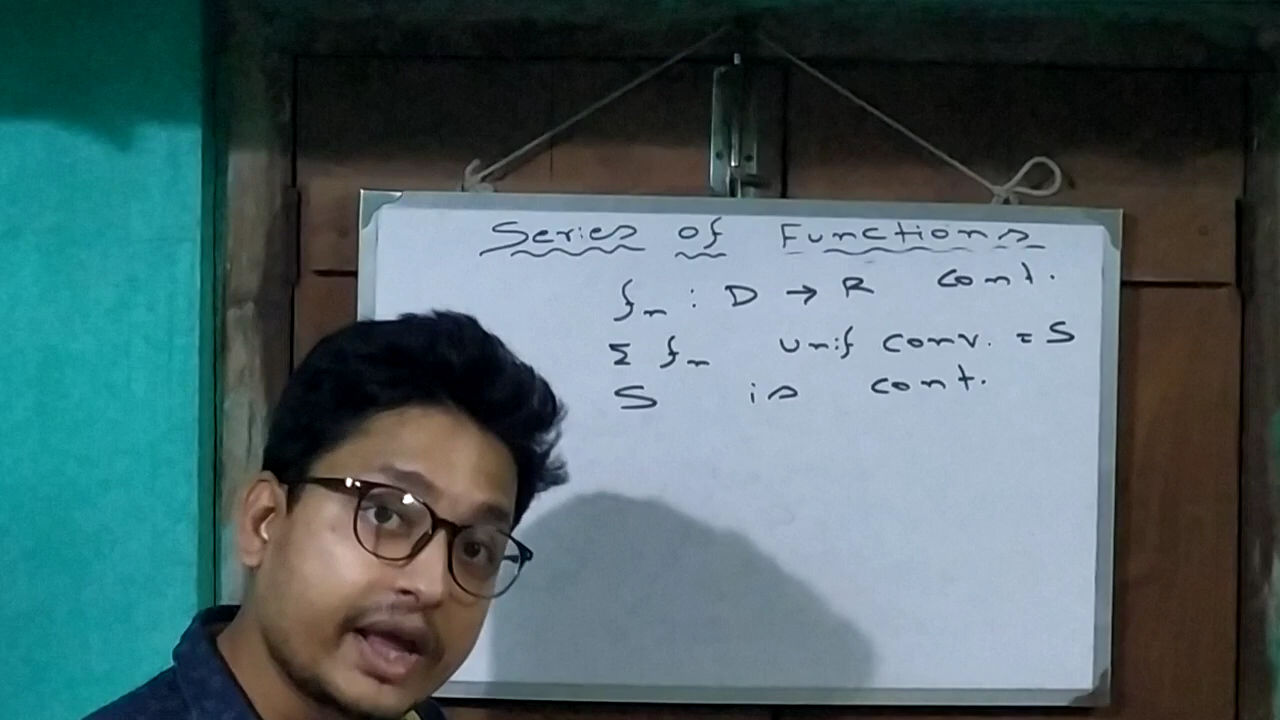 Series of Functions
fₙ : D → R cont.
Σ fₙ unif conv. = S
S is cont.